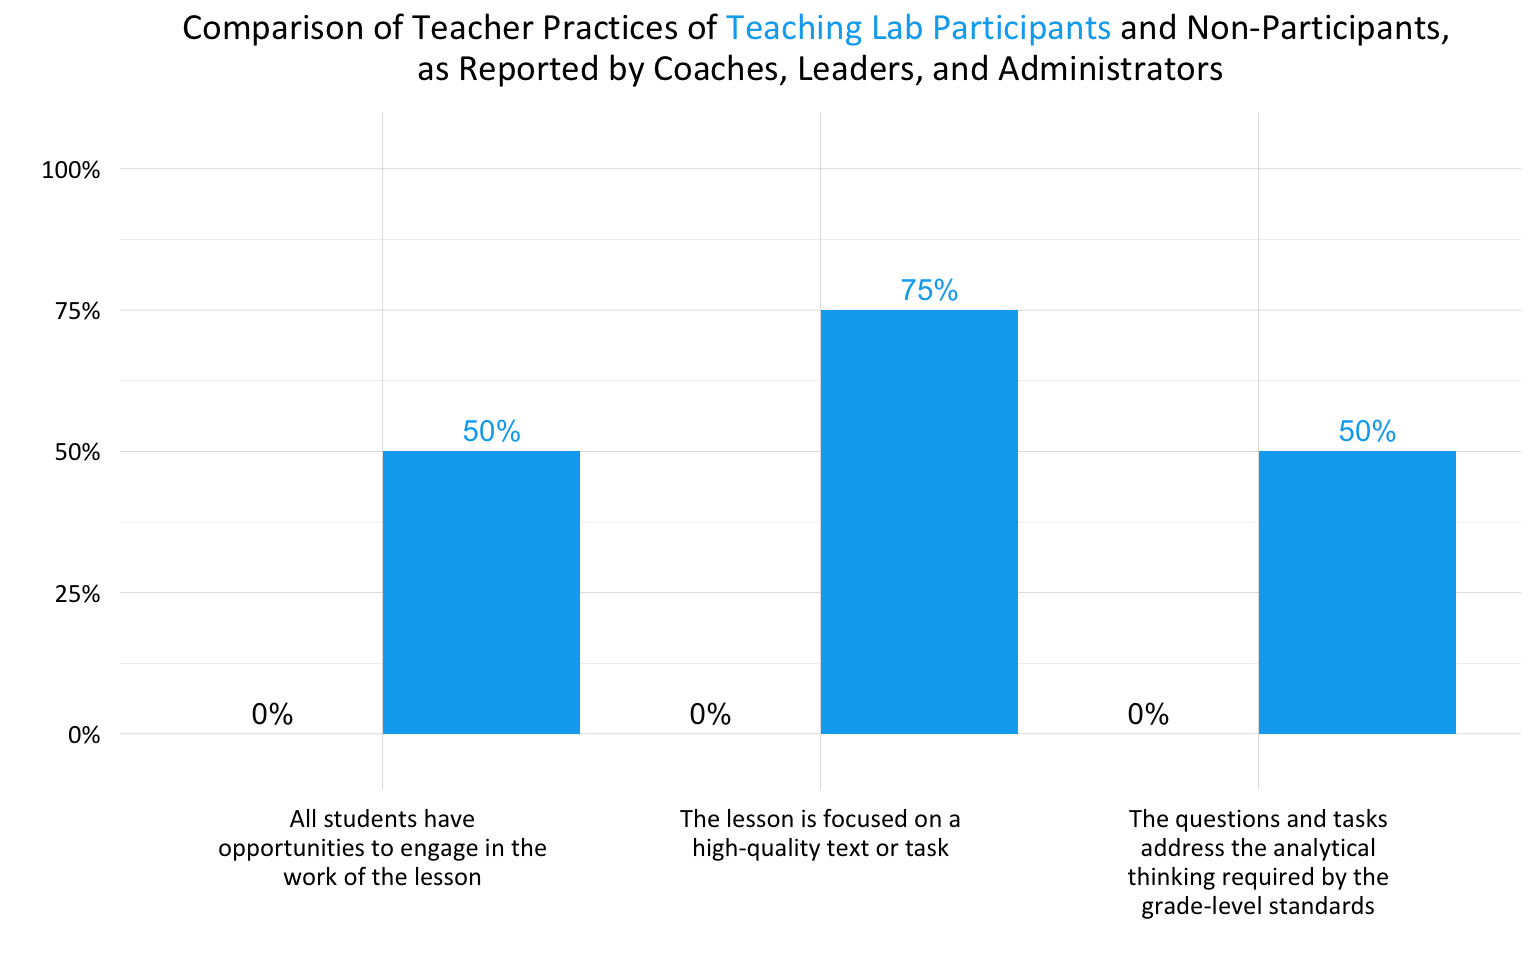 Comparison of Teacher Practices of Teaching Lab Participants and Non-Participants,
as Reported by Coaches, Leaders, and Administrators
100%
75%
50%
25%
0%
0%
50%
0%
75%
0%
50%
All students have
opportunities to engage in the
work of the lesson
The lesson is focused on a
high-quality text or task
The questions and tasks
address the analytical
thinking required by the
grade-level standards